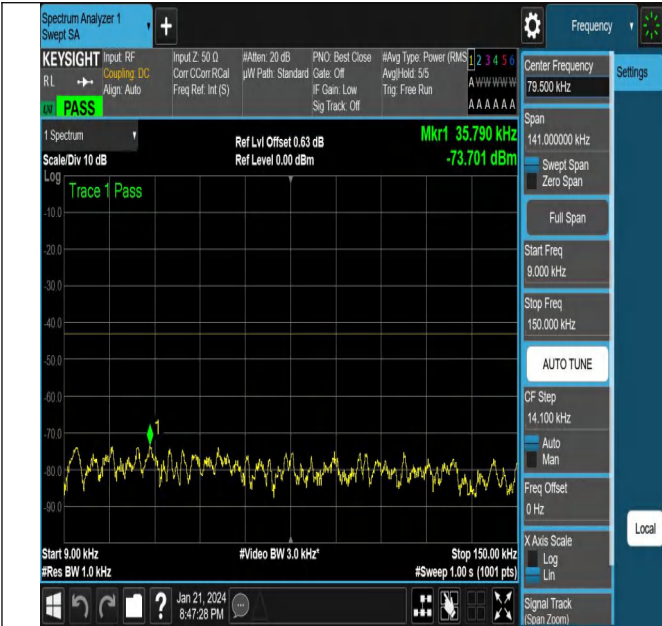 Spectrum Analyzer 1
Swept SA
+
Frequency
KEYSIGHT
RL
LXI
PASS
Input: RF
Coupling: DC
Align: Auto
Input Z: 50 Ω
Corr CCorr RCal
Freq Ref: Int (S)
#Atten: 20 dB
µW Path: Standard
PNO: Best Close
Gate: Off
IF Gain: Low
Sig Track: Off
#Avg Type: Power (RMS
Avg|Hold: 5/5
Trig: Free Run
1 2 3 4 5 6
A W W W W W
A A A A A A
Center Frequency
79.500 kHz
Settings
Span
141.000000 kHz
Swept Span
Zero Span
Full Span
Start Freq
9.000 kHz
Stop Freq
150.000 kHz
AUTO TUNE
CF Step
14.100 kHz
Auto
Man
Freq Offset
0 Hz
X Axis Scale
Log
Lin
Signal Track
(Span Zoom)
Local
1 Spectrum
Scale/Div 10 dB
Ref Lvl Offset 0.63 dB
Ref Level 0.00 dBm
Mkr1 35.790 kHz
-73.701 dBm
Log
Trace 1 Pass
-10.0
-20.0
-30.0
-40.0
-50.0
-60.0
-70.0
-80.0
-90.0
1
Start 9.00 kHz
#Res BW 1.0 kHz
#Video BW 3.0 kHz*
Stop 150.00 kHz
#Sweep 1.00 s (1001 pts)
?
Jan 21, 2024
8:47:28 PM